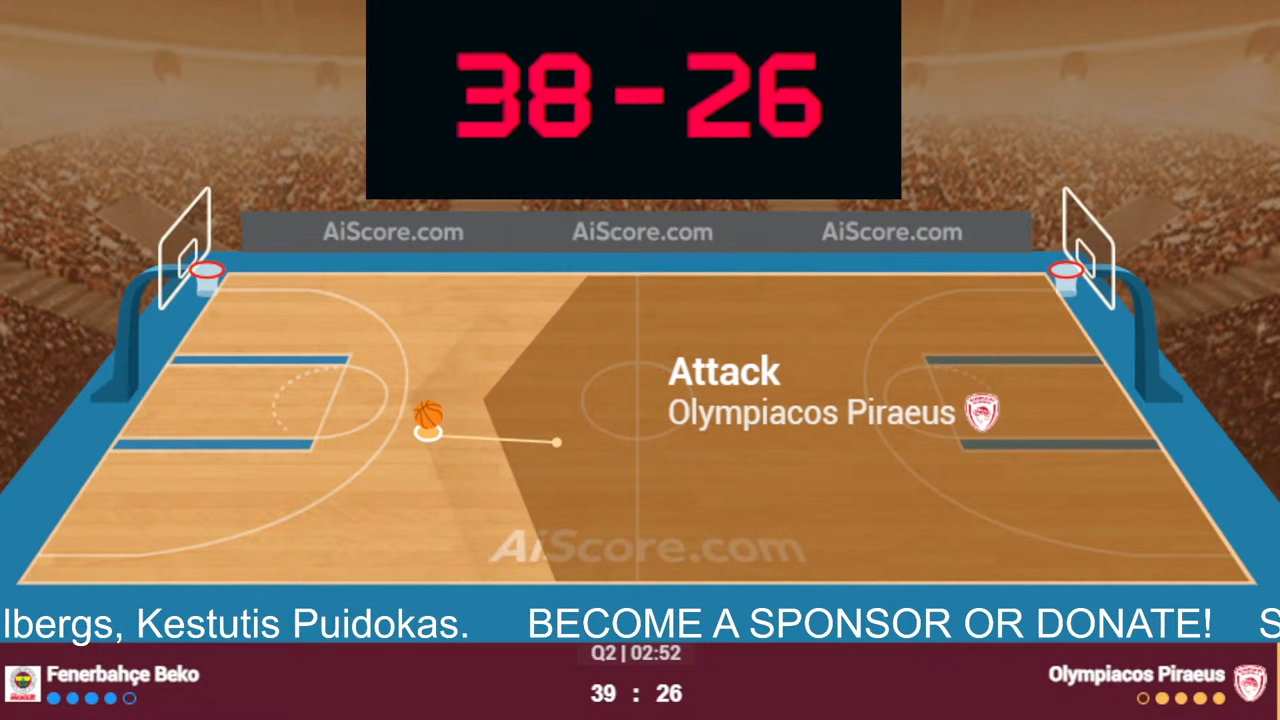 38-26
AiScore.com AiScore.com AiScore.com
Attack
Olympiacos Piraeus
AiScore.com
lbergs, Kestutis Puidokas. BECOME A SPONSOR OR DONATE! S
Q2 | 02:52
Fenerbahçe Beko
39 : 26
Olympiacos Piraeus